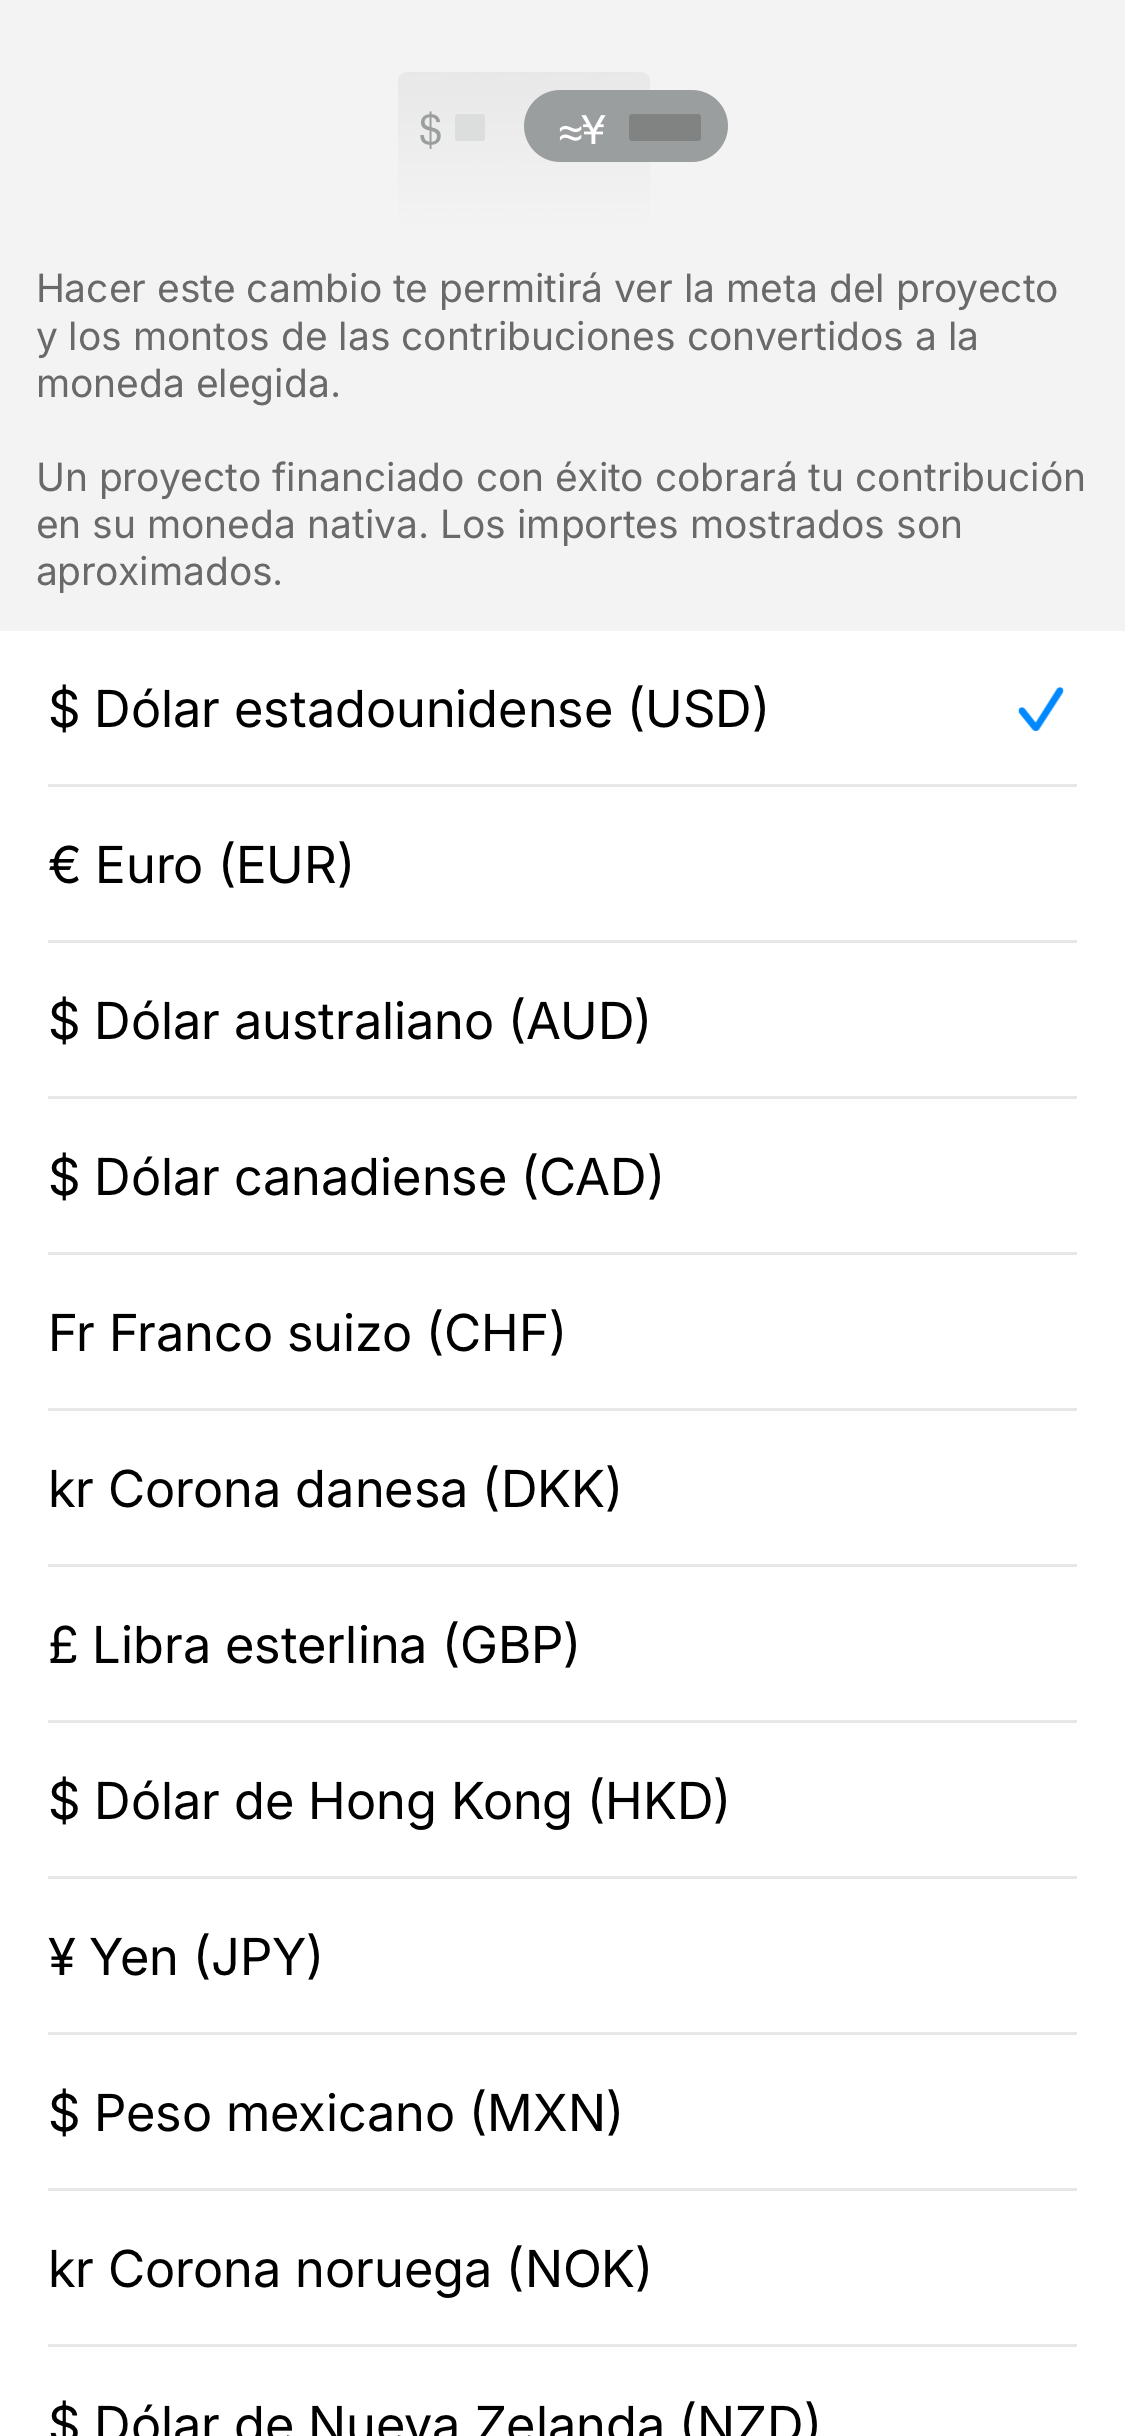 $ ≈¥
Hacer este cambio te permitirá ver la meta del proyecto
y los montos de las contribuciones convertidos a la
moneda elegida.
Un proyecto financiado con éxito cobrará tu contribución
en su moneda nativa. Los importes mostrados son
aproximados.
$ Dólar estadounidense (USD)
€ Euro (EUR)
$ Dólar australiano (AUD)
$ Dólar canadiense (CAD)
Fr Franco suizo (CHF)
kr Corona danesa (DKK)
£ Libra esterlina (GBP)
$ Dólar de Hong Kong (HKD)
¥ Yen (JPY)
$ Peso mexicano (MXN)
kr Corona noruega (NOK)
$ Dólar de Nueva Zelanda (NZD)